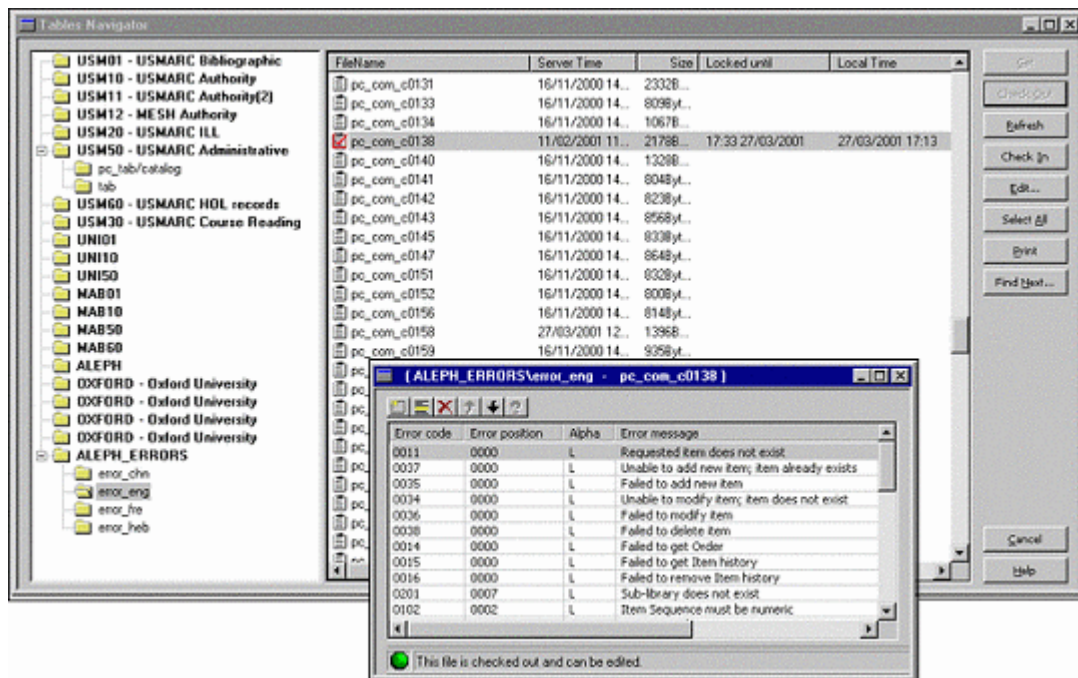 Tables Navigator
USM01 - USMARC Bibliographic
USM10 - USMARC Authority
USM11 - USMARC Authority(2)
USM12 - MESH Authority
USM20 - USMARC ILL
USM50 - USMARC Administrative
pc_tab/catalog
tab
USM60 - USMARC HOL records
USM30 - USMARC Course Reading
UNI01
UNI10
UNI50
MAB01
MAB10
MAB50
MAB60
ALEPH
OXFORD - Oxford University
OXFORD - Oxford University
OXFORD - Oxford University
OXFORD - Oxford University
ALEPH_ERRORS
error_chn
error_eng
error_fre
error_heb
FileName Server Time Size Locked until Local Time
pc_com_c0131 16/11/2000 14... 2332B...
pc_com_c0133 16/11/2000 14... 809Byt...
pc_com_c0134 16/11/2000 14... 1067B...
pc_com_c0138 11/02/2001 11... 2178B... 17:33 27/03/2001 27/03/2001 17:13
pc_com_c0140 16/11/2000 14... 1328B...
pc_com_c0141 16/11/2000 14... 804Byt...
pc_com_c0142 16/11/2000 14... 823Byt...
pc_com_c0143 16/11/2000 14... 856Byt...
pc_com_c0145 16/11/2000 14... 833Byt...
pc_com_c0147 16/11/2000 14... 864Byt...
pc_com_c0151 16/11/2000 14... 832Byt...
pc_com_c0152 16/11/2000 14... 800Byt...
pc_com_c0156 16/11/2000 14... 814Byt...
pc_com_c0158 27/03/2001 12... 1396B...
pc_com_c0159 16/11/2000 14... 935Byt...
Get
Check Out
Refresh
Check In
Edit...
Select All
Print
Find Next...
Cancel
Help
( ALEPH_ERRORS\error_eng - pc_com_c0138 )
Error code Error position Alpha Error message
0011 0000 L Requested item does not exist
0037 0000 L Unable to add new item; item already exists
0035 0000 L Failed to add new item
0034 0000 L Unable to modify item; item does not exist
0036 0000 L Failed to modify item
0038 0000 L Failed to delete item
0014 0000 L Failed to get Order
0015 0000 L Failed to get Item history
0016 0000 L Failed to remove Item history
0201 0007 L Sub-library does not exist
0102 0002 L Item Sequence must be numeric
This file is checked out and can be edited.